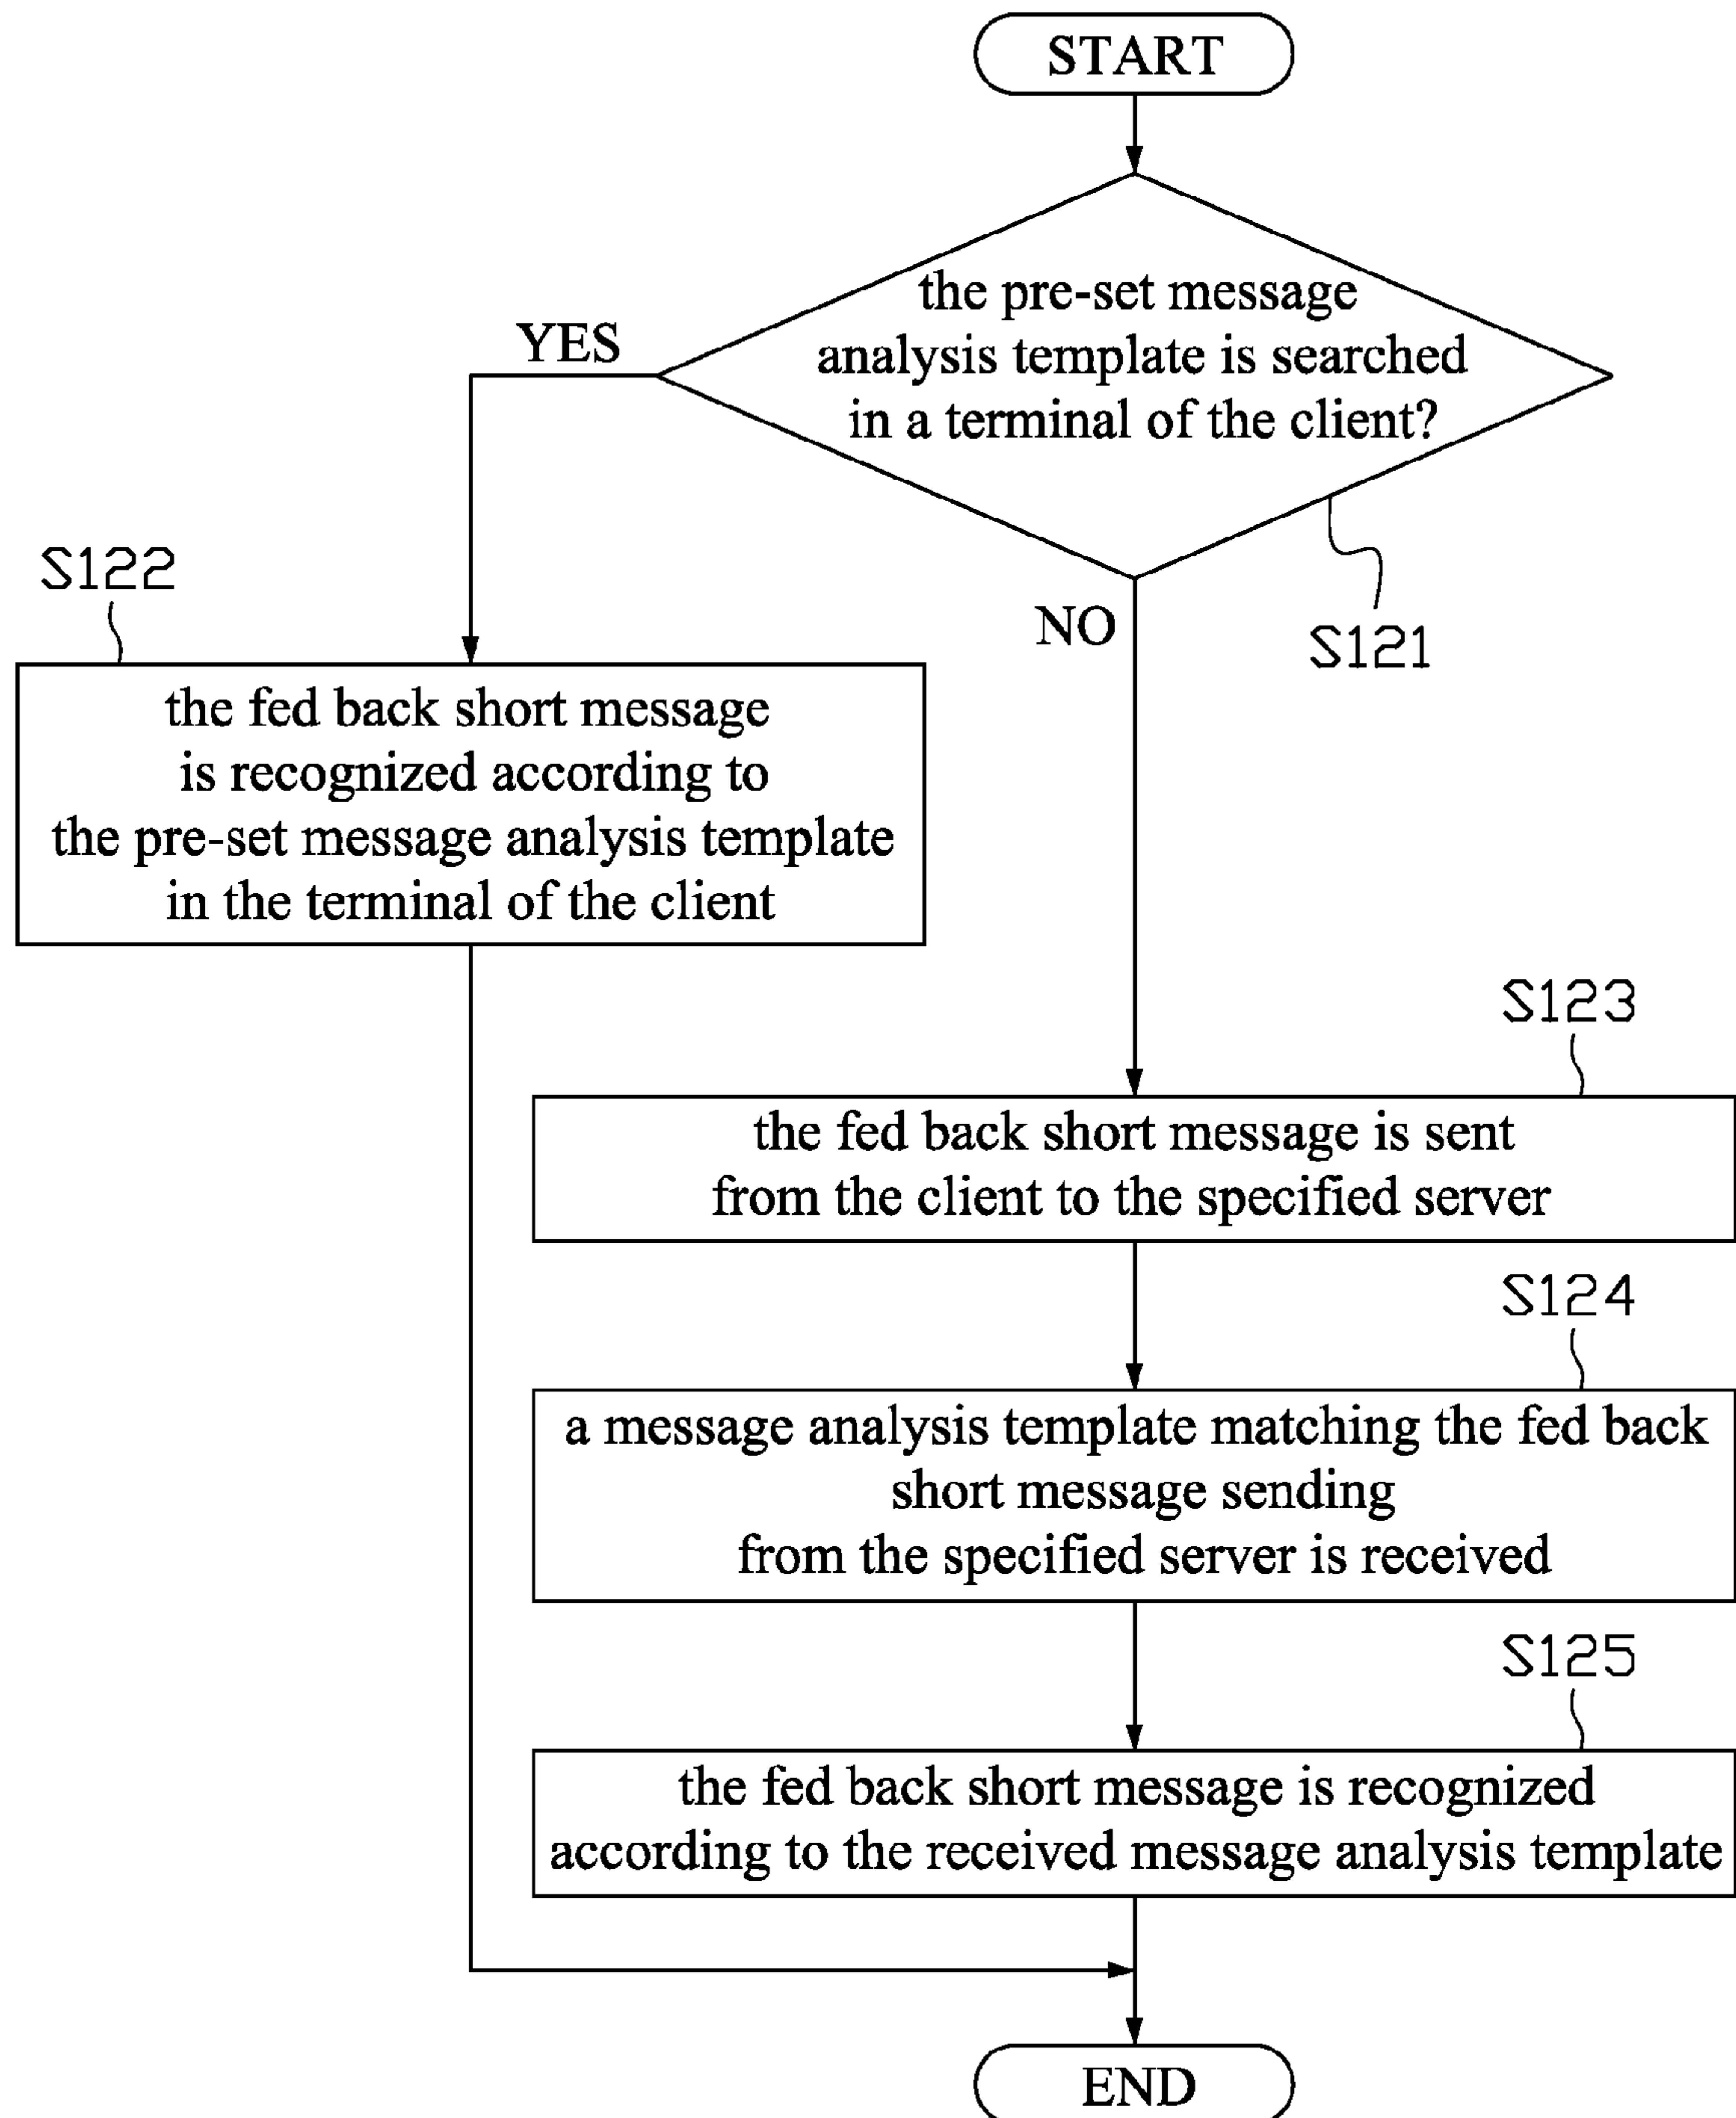 START
the pre-set message
analysis template is searched
in a terminal of the client?
YES
NO
S121
S122
the fed back short message
is recognized according to
the pre-set message analysis template
in the terminal of the client
S123
the fed back short message is sent
from the client to the specified server
S124
a message analysis template matching the fed back
short message sending
from the specified server is received
S125
the fed back short message is recognized
according to the received message analysis template
END